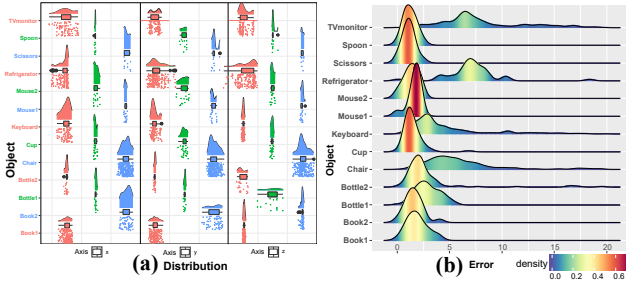 TVmonitor
Spoon
Scissors
Refrigerator
Mouse2
Mouse1
Keyboard
Cup
Chair
Bottle2
Bottle1
Book2
Book1
Object
Axis x
Axis y
Axis z
(a) Distribution
TVmonitor
Spoon
Scissors
Refrigerator
Mouse2
Mouse1
Keyboard
Cup
Chair
Bottle2
Bottle1
Book2
Book1
Object
0 5 10 15 20
(b) Error
density
0.0 0.2 0.4 0.6